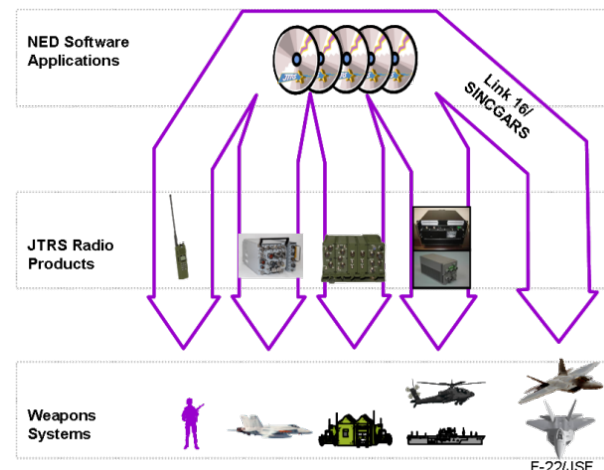 NED Software
Applications
Link 16/
SINCGARS
JTRS Radio
Products
Weapons
Systems
F-22/JSF